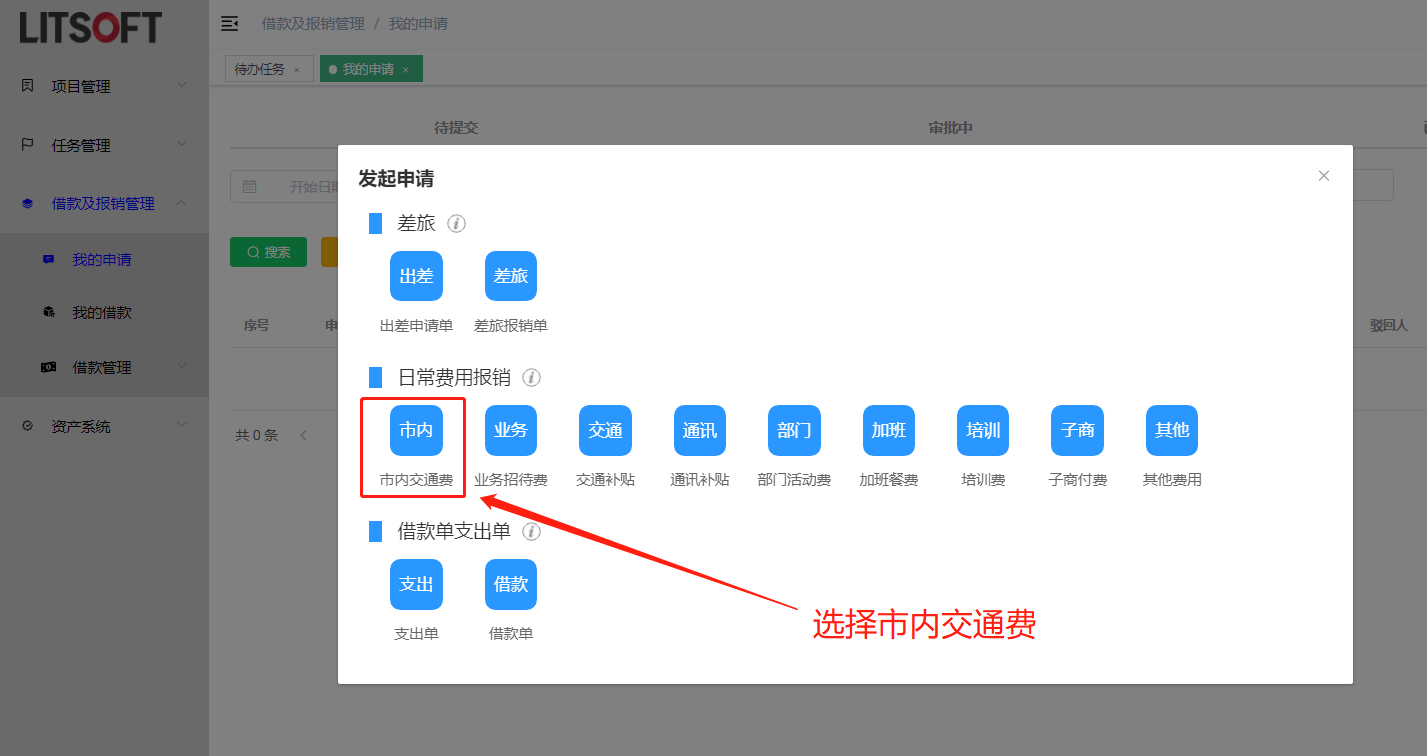 LITSOFT
借款及报销管理 / 我的申请
待办任务 ×
我的申请 ×
项目管理
任务管理
借款及报销管理
我的申请
我的借款
借款管理
资产系统
待提交
审批中
开始日期
搜索
序号
申
驳回人
共 0 条
发起申请
差旅
出差
差旅
出差申请单
差旅报销单
日常费用报销
市内
业务
交通
通讯
部门
加班
培训
子商
其他
市内交通费
业务招待费
交通补贴
通讯补贴
部门活动费
加班餐费
培训费
子商付费
其他费用
借款单支出单
支出
借款
支出单
借款单
选择市内交通费